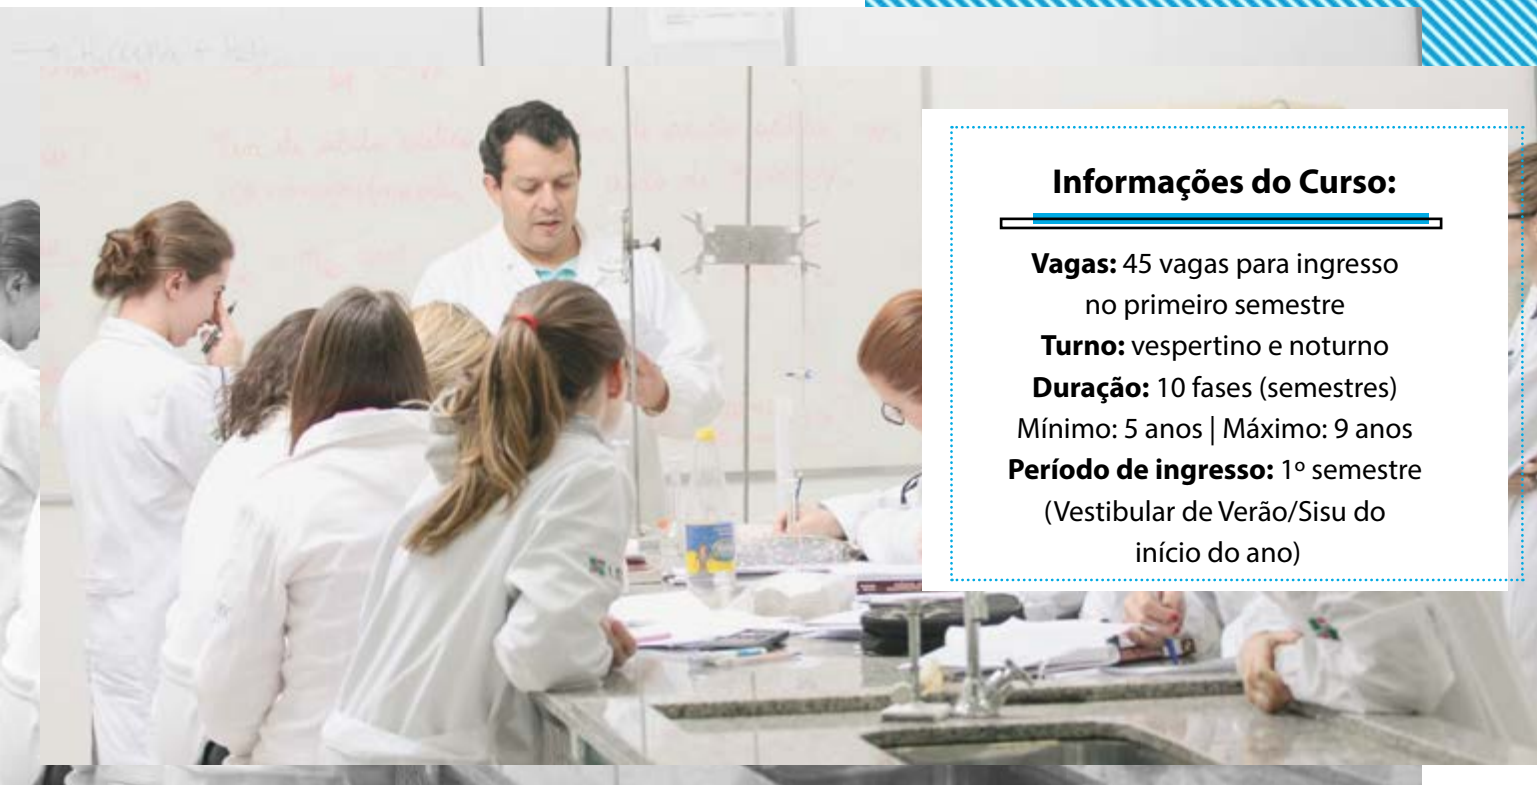 Informações do Curso:
Vagas: 45 vagas para ingresso
no primeiro semestre
Turno: vespertino e noturno
Duração: 10 fases (semestres)
Mínimo: 5 anos | Máximo: 9 anos
Período de ingresso: 1º semestre
(Vestibular de Verão/Sisu do
início do ano)